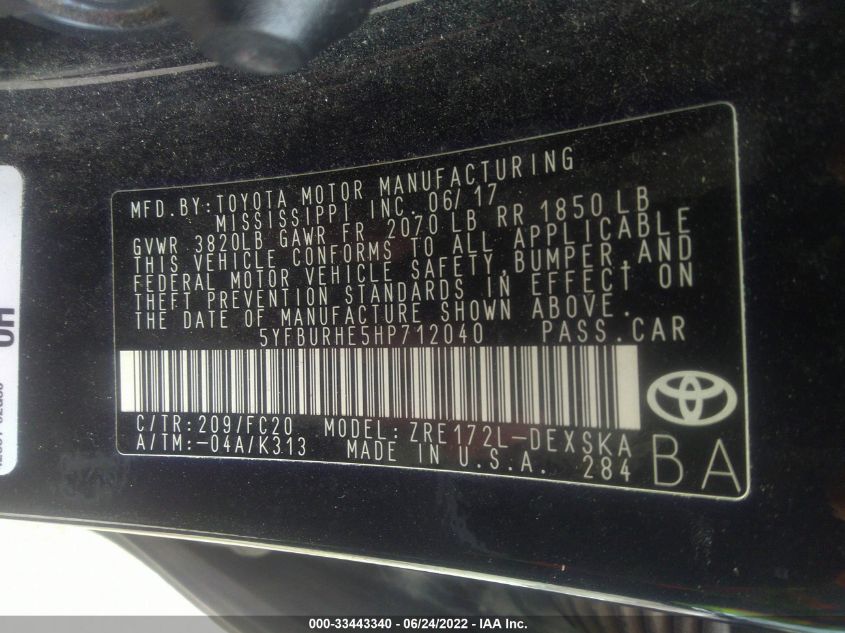 MFD. BY: TOYOTA MOTOR MANUFACTURING
MISSISSIPPI INC. 06/17
GVWR 3820LB GAWR FR 2070 LB RR 1850 LB
THIS VEHICLE CONFORMS TO ALL APPLICABLE
FEDERAL MOTOR VEHICLE SAFETY, BUMPER, AND
THEFT PREVENTION STANDARDS IN EFFECT ON
THE DATE OF MANUFACTURE SHOWN ABOVE.
5YFBURHE5HP712040 PASS. CAR
C/TR: 209/FC20 MODEL: ZRE172L-DEXSKA
A/TM: -04A/K313 MADE IN U.S.A. 284
BA
000-33443340 - 06/24/2022 - IAA Inc.